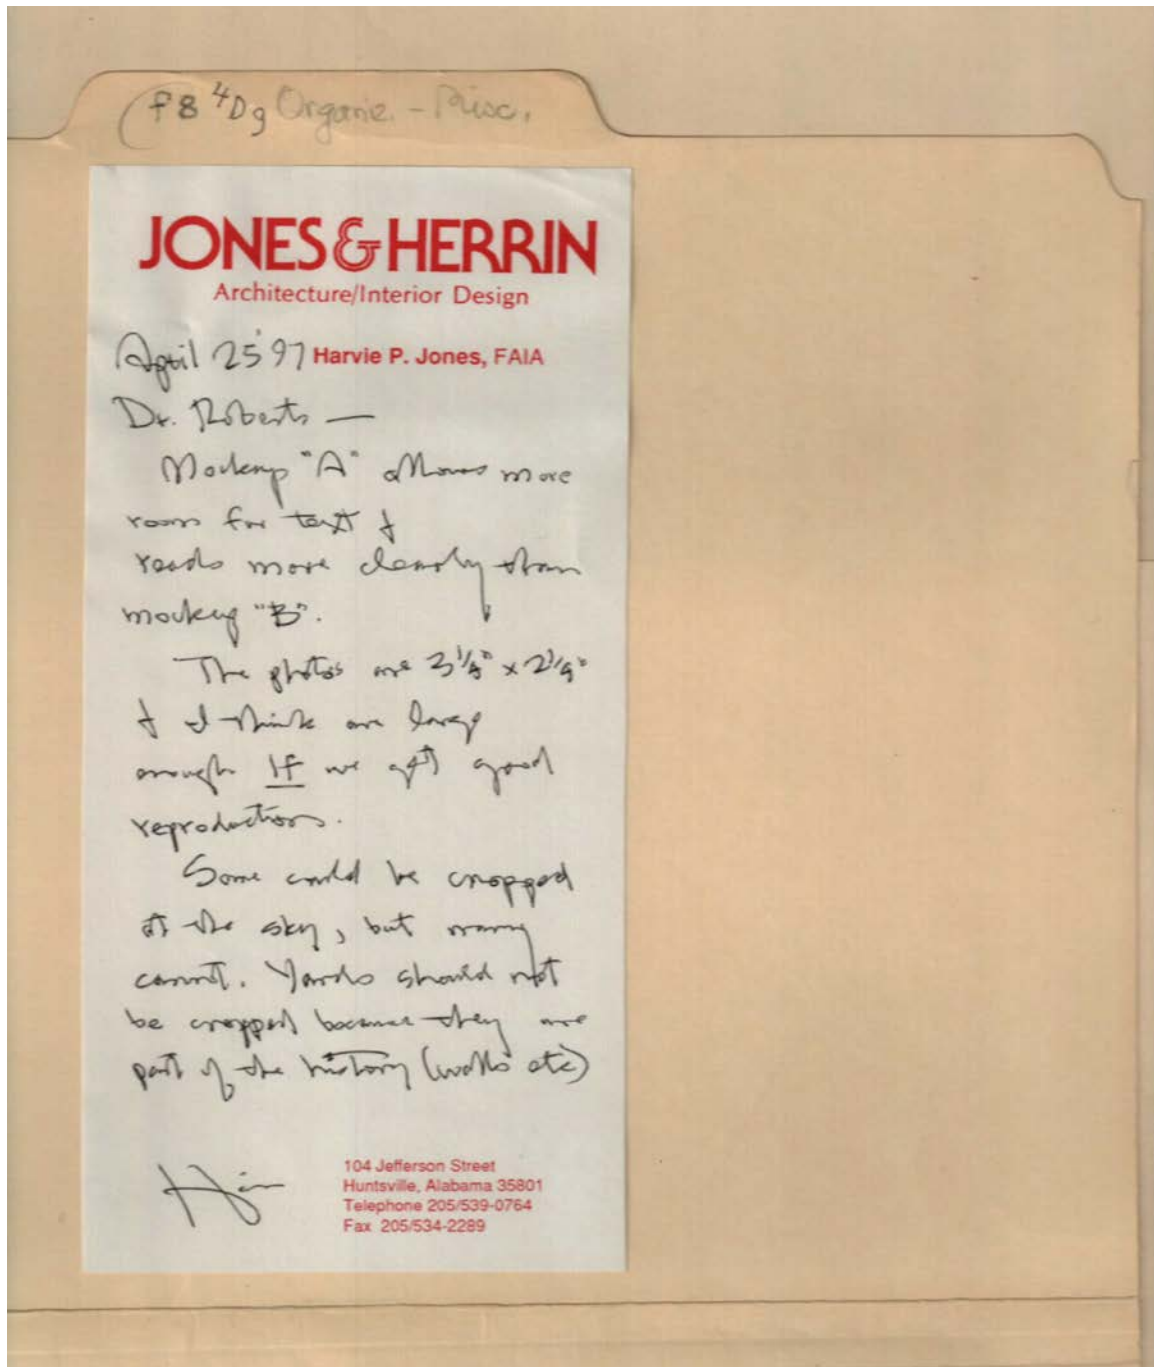 f8 4Dg Organic. - Misc.
JONES & HERRIN
Architecture/Interior Design
April 25 '97 Harvie P. Jones, FAIA
Dr. Roberts —
Mockup "A" allows more
room for text &
reads more clearly than
mockup "B".
The photos are 3 1/8" x 2 1/8"
& I think are large
enough If we get good
reproductions.
Some could be cropped
at the sky, but many
cannot. Yards should not
be cropped because they are
part of the history (walls etc)
104 Jefferson Street
Huntsville, Alabama 35801
Telephone 205/539-0764
Fax 205/534-2289